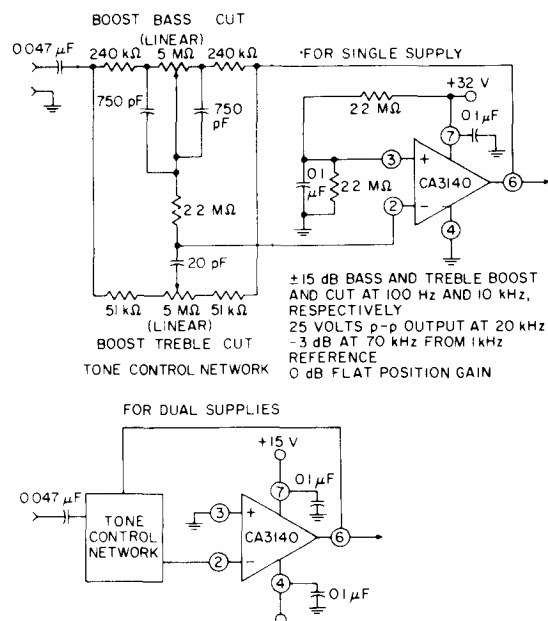 BOOST BASS CUT
(LINEAR)
0.047 µF
240 kΩ
5 MΩ
240 kΩ
750 pF
750 pF
2.2 MΩ
20 pF
51 kΩ
5 MΩ
51 kΩ
(LINEAR)
BOOST TREBLE CUT
TONE CONTROL NETWORK
FOR SINGLE SUPPLY
+32 V
2.2 MΩ
7
0.1 µF
3
+
0.1 µF
2.2 MΩ
CA3140
6
2
−
4
±15 dB BASS AND TREBLE BOOST
AND CUT AT 100 Hz AND 10 kHz,
RESPECTIVELY
25 VOLTS p-p OUTPUT AT 20 kHz
-3 dB AT 70 kHz FROM 1 kHz
REFERENCE
0 dB FLAT POSITION GAIN
FOR DUAL SUPPLIES
+15 V
0.047 µF
7
0.1 µF
TONE
CONTROL
NETWORK
3
+
CA3140
6
2
−
4
0.1 µF